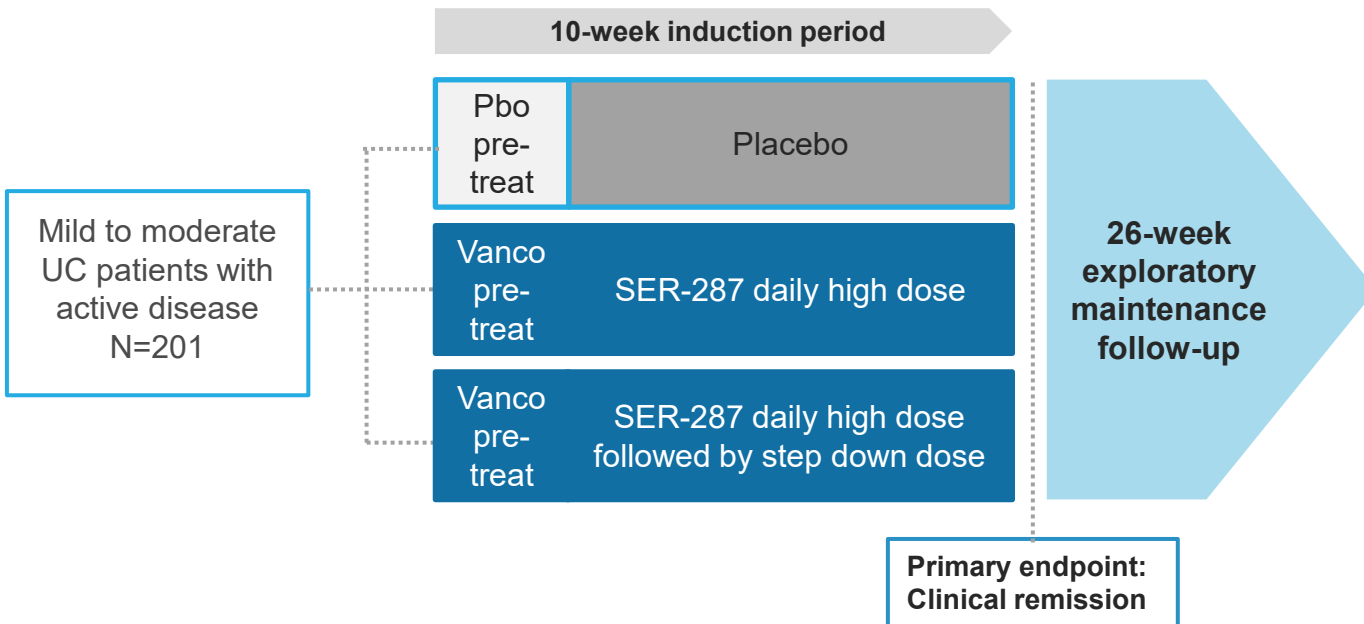 10-week induction period
Pbo
pre-
treat
Placebo
Mild to moderate
UC patients with
active disease
N=201
Vanco
pre-
treat
SER-287 daily high dose
Vanco
pre-
treat
SER-287 daily high dose
followed by step down dose
26-week
exploratory
maintenance
follow-up
Primary endpoint:
Clinical remission